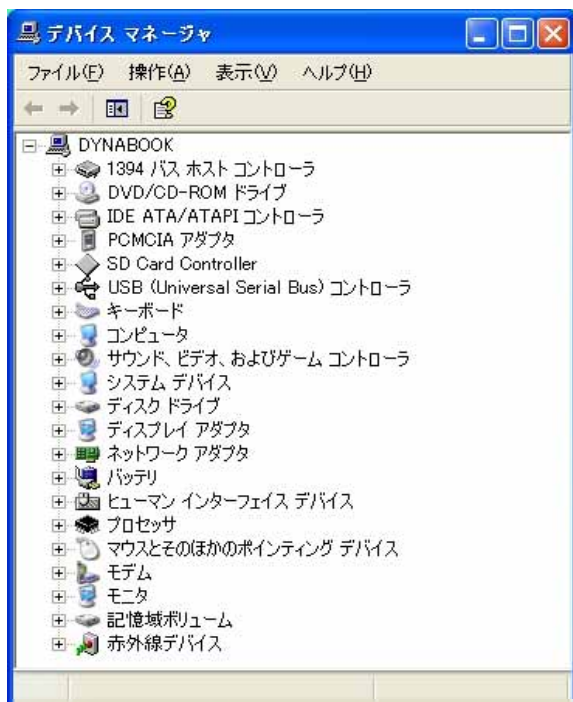 デバイス マネージャ
ファイル(F) 操作(A) 表示(V) ヘルプ(H)
DYNABOOK
1394 バス ホスト コントローラ
DVD/CD-ROM ドライブ
IDE ATA/ATAPI コントローラ
PCMCIA アダプタ
SD Card Controller
USB (Universal Serial Bus) コントローラ
キーボード
コンピュータ
サウンド、ビデオ、およびゲーム コントローラ
システム デバイス
ディスク ドライブ
ディスプレイ アダプタ
ネットワーク アダプタ
バッテリ
ヒューマン インターフェイス デバイス
プロセッサ
マウスとそのほかのポインティング デバイス
モデム
モニタ
記憶域ボリューム
赤外線デバイス